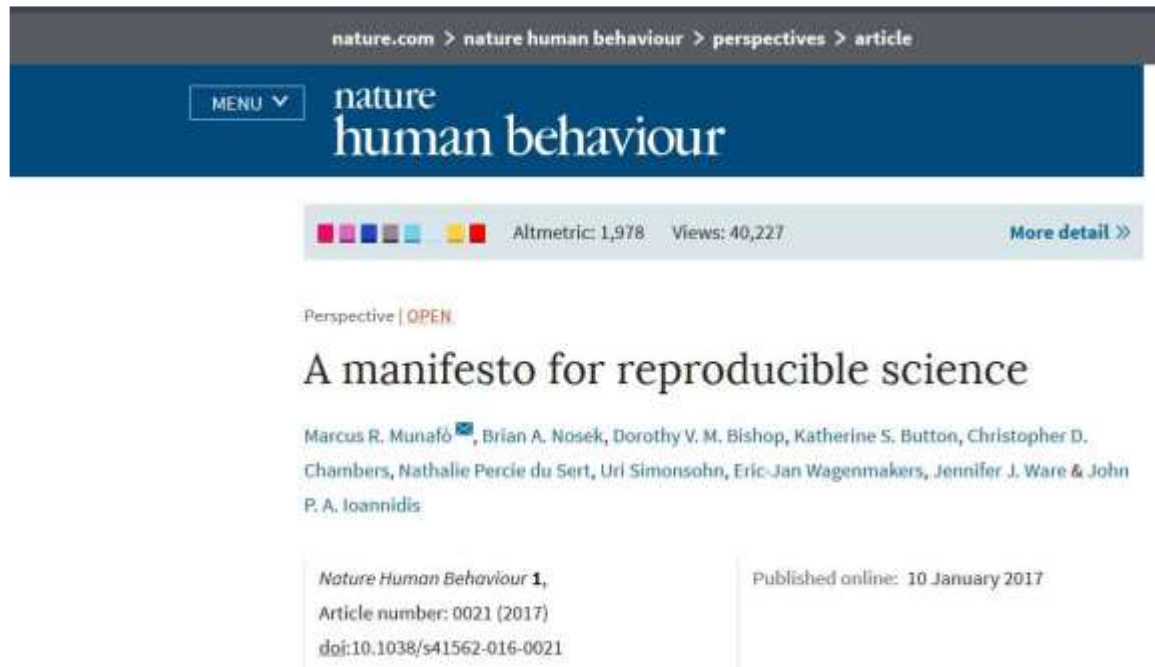 nature.com > nature human behaviour > perspectives > article
MENU
nature
human behaviour
Altmetric: 1,978 Views: 40,227 More detail »
Perspective | OPEN
A manifesto for reproducible science
Marcus R. Munafò, Brian A. Nosek, Dorothy V. M. Bishop, Katherine S. Button, Christopher D.
Chambers, Nathalie Percie du Sert, Uri Simonsohn, Eric-Jan Wagenmakers, Jennifer J. Ware & John
P. A. Ioannidis
Nature Human Behaviour 1, Published online: 10 January 2017
Article number: 0021 (2017)
doi:10.1038/s41562-016-0021